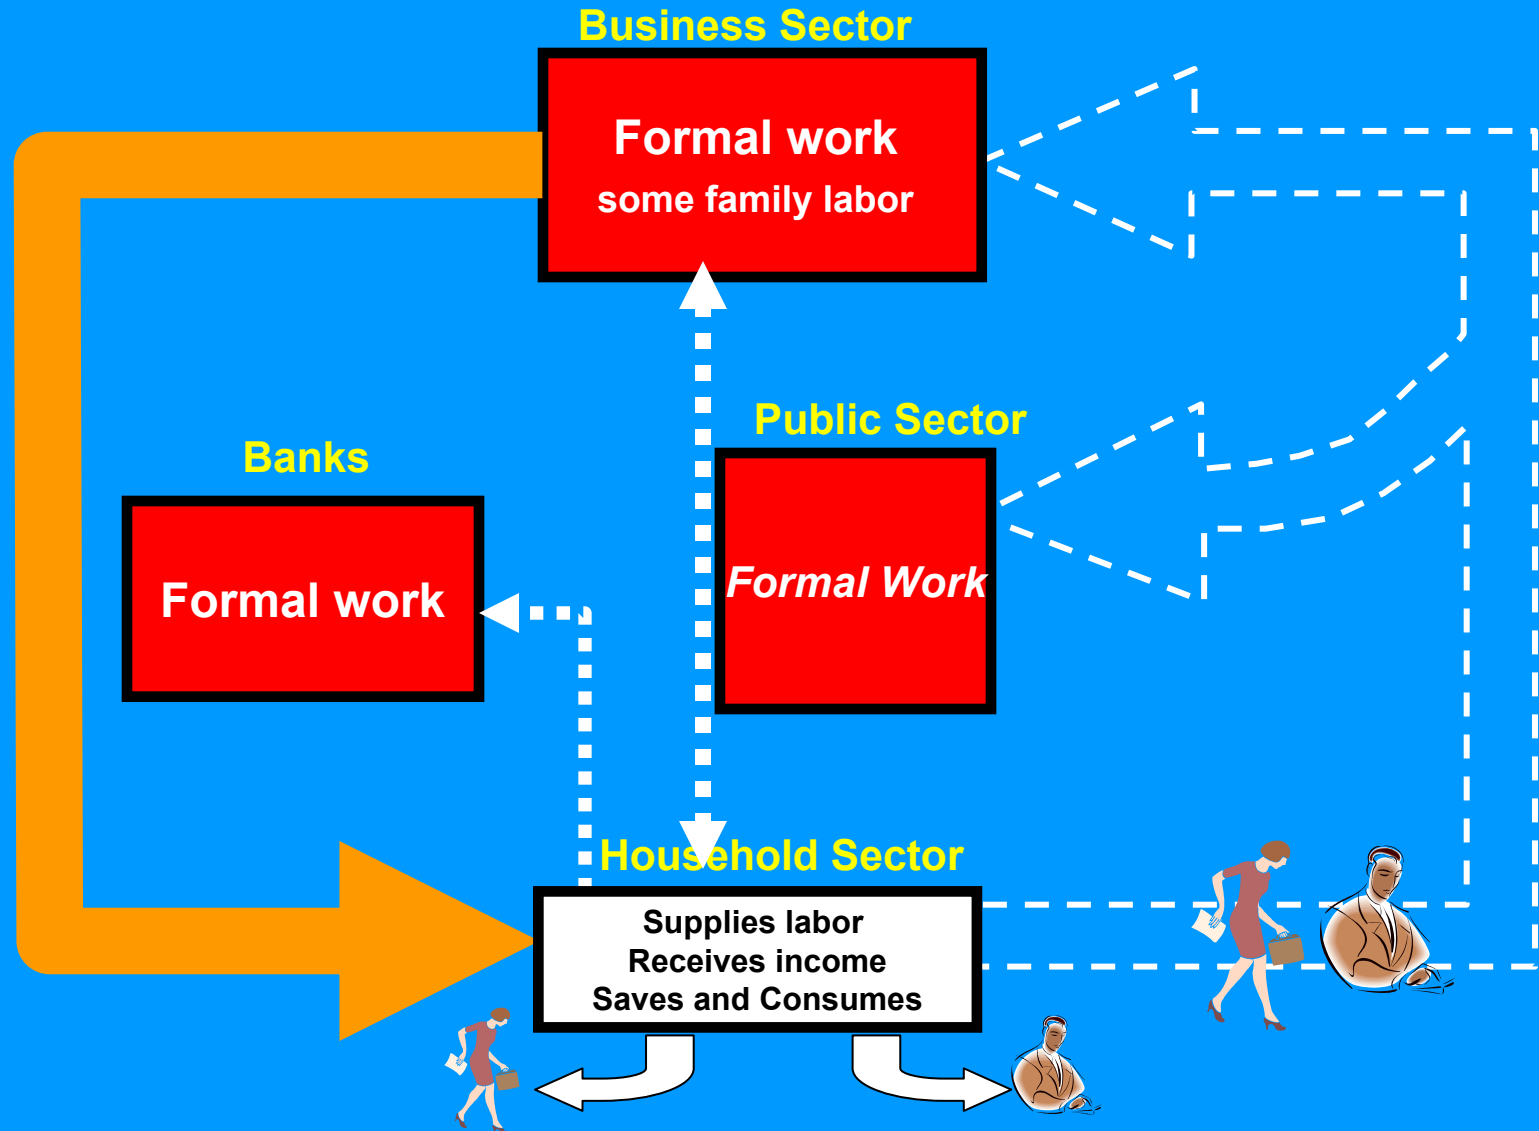 Business Sector
Formal work
some family labor
Public Sector
Banks
Formal Work
Formal work
Household Sector
Supplies labor
Receives income
Saves and Consumes